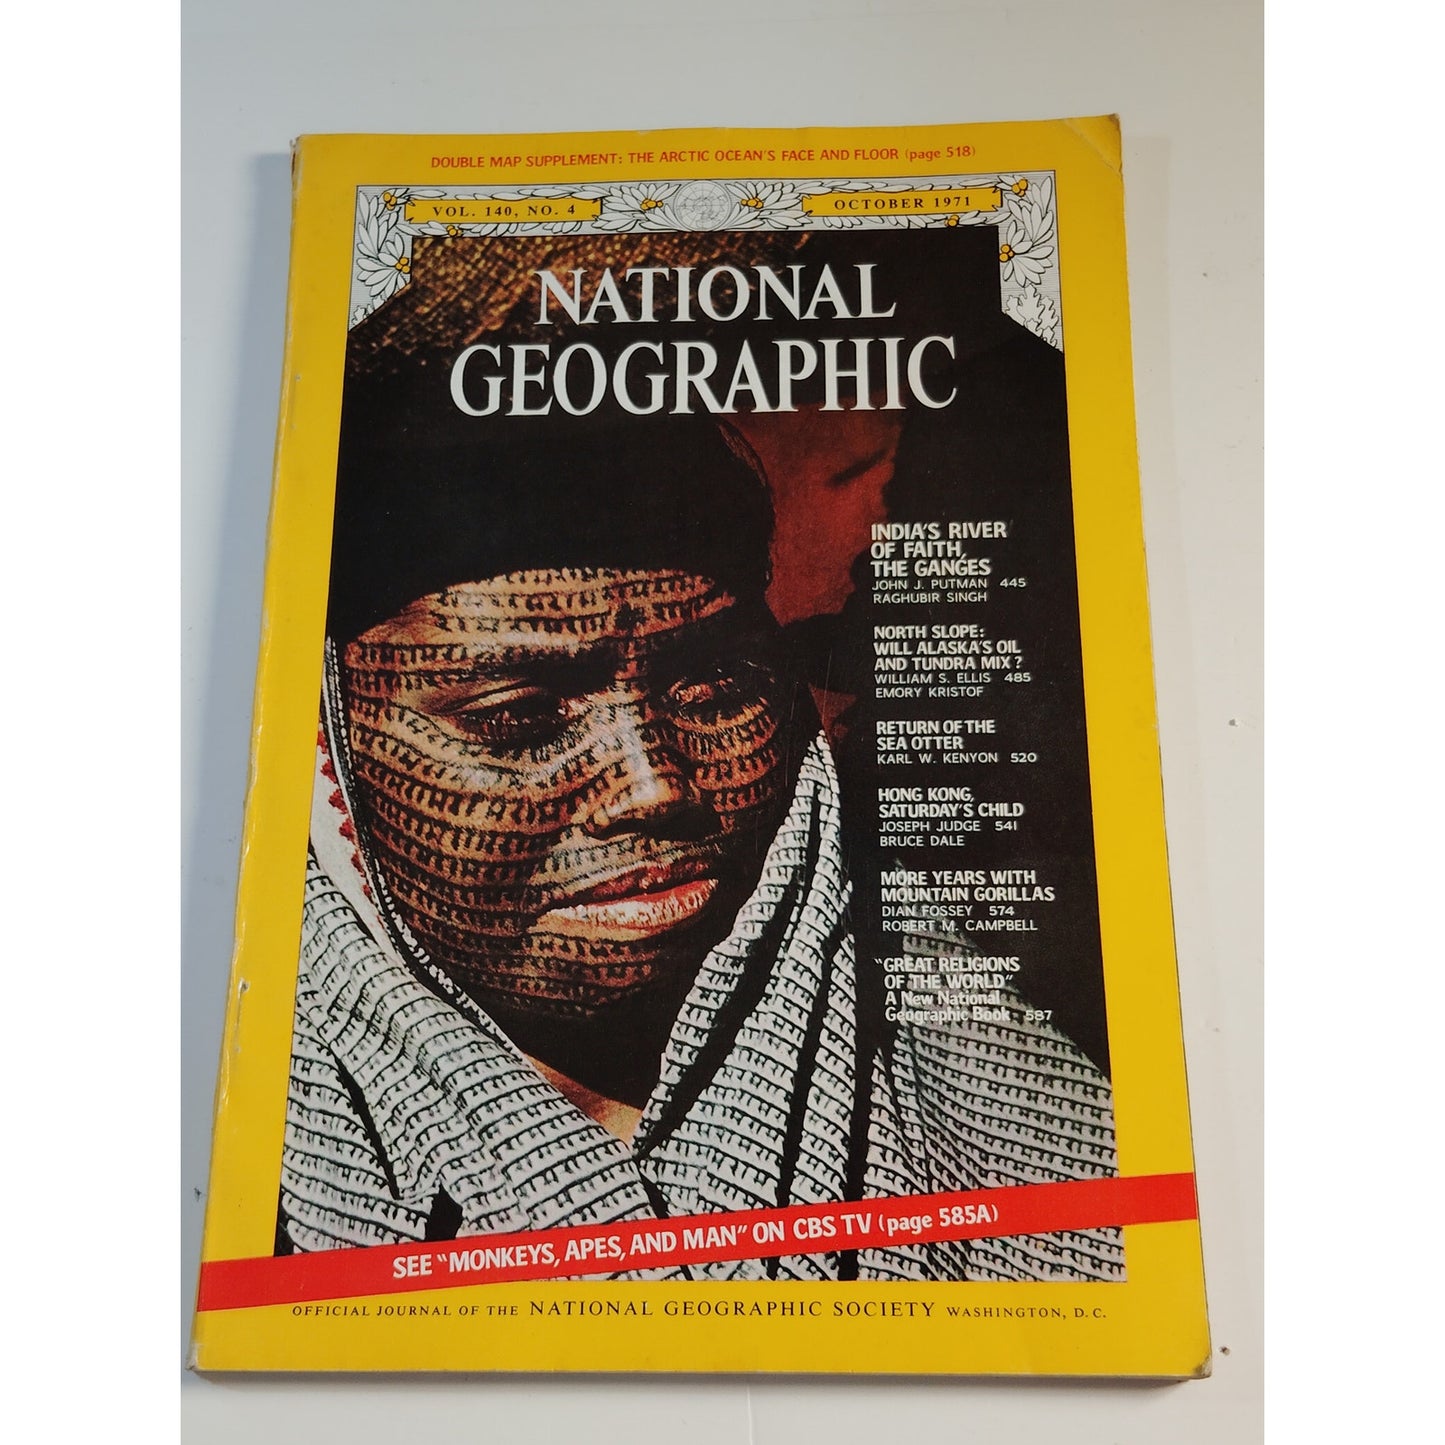 DOUBLE MAP SUPPLEMENT: THE ARCTIC OCEAN'S FACE AND FLOOR (page 518)
VOL. 140, NO. 4
OCTOBER 1971
NATIONAL
GEOGRAPHIC
INDIA'S RIVER
OF FAITH,
THE GANGES
JOHN J. PUTMAN 445
RAGHUBIR SINGH
NORTH SLOPE:
WILL ALASKA'S OIL
AND TUNDRA MIX?
WILLIAM S. ELLIS 485
EMORY KRISTOF
RETURN OF THE
SEA OTTER
KARL W. KENYON 520
HONG KONG,
SATURDAY'S CHILD
JOSEPH JUDGE 541
BRUCE DALE
MORE YEARS WITH
MOUNTAIN GORILLAS
DIAN FOSSEY 574
ROBERT M. CAMPBELL
"GREAT RELIGIONS
OF THE WORLD"
A New National
Geographic Book 587
SEE "MONKEYS, APES, AND MAN" ON CBS TV (page 585A)
OFFICIAL JOURNAL OF THE NATIONAL GEOGRAPHIC SOCIETY WASHINGTON, D.C.